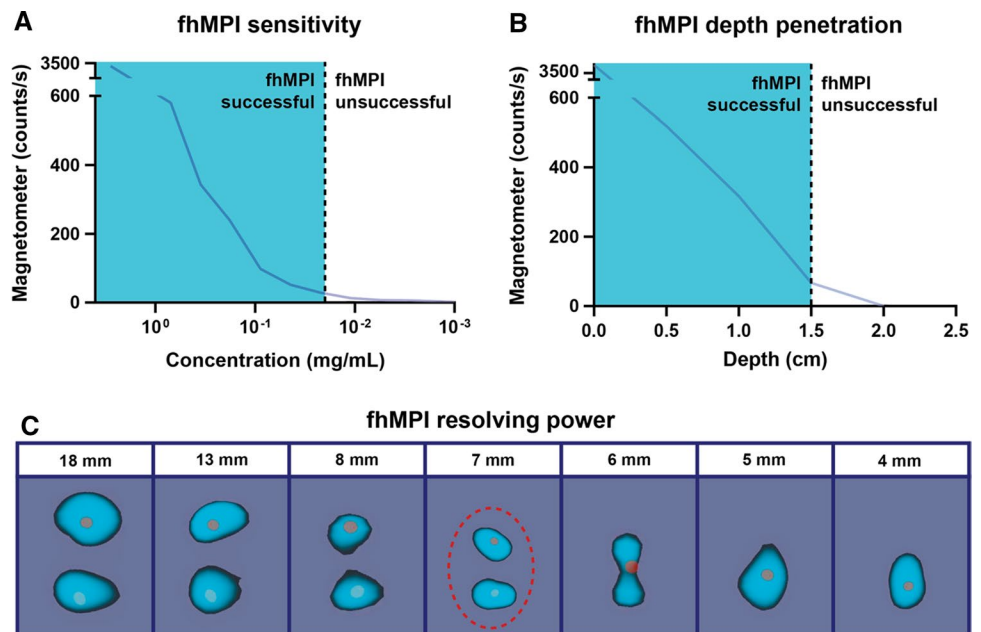 A
fhMPI sensitivity
Magnetometer (counts/s)
3500
600
400
200
0
fhMPI
successful
fhMPI
unsuccessful
10⁰
10⁻¹
10⁻²
10⁻³
Concentration (mg/mL)
B
fhMPI depth penetration
Magnetometer (counts/s)
3500
600
400
200
0
fhMPI
successful
fhMPI
unsuccessful
0.0
0.5
1.0
1.5
2.0
2.5
Depth (cm)
C
fhMPI resolving power
18 mm
13 mm
8 mm
7 mm
6 mm
5 mm
4 mm